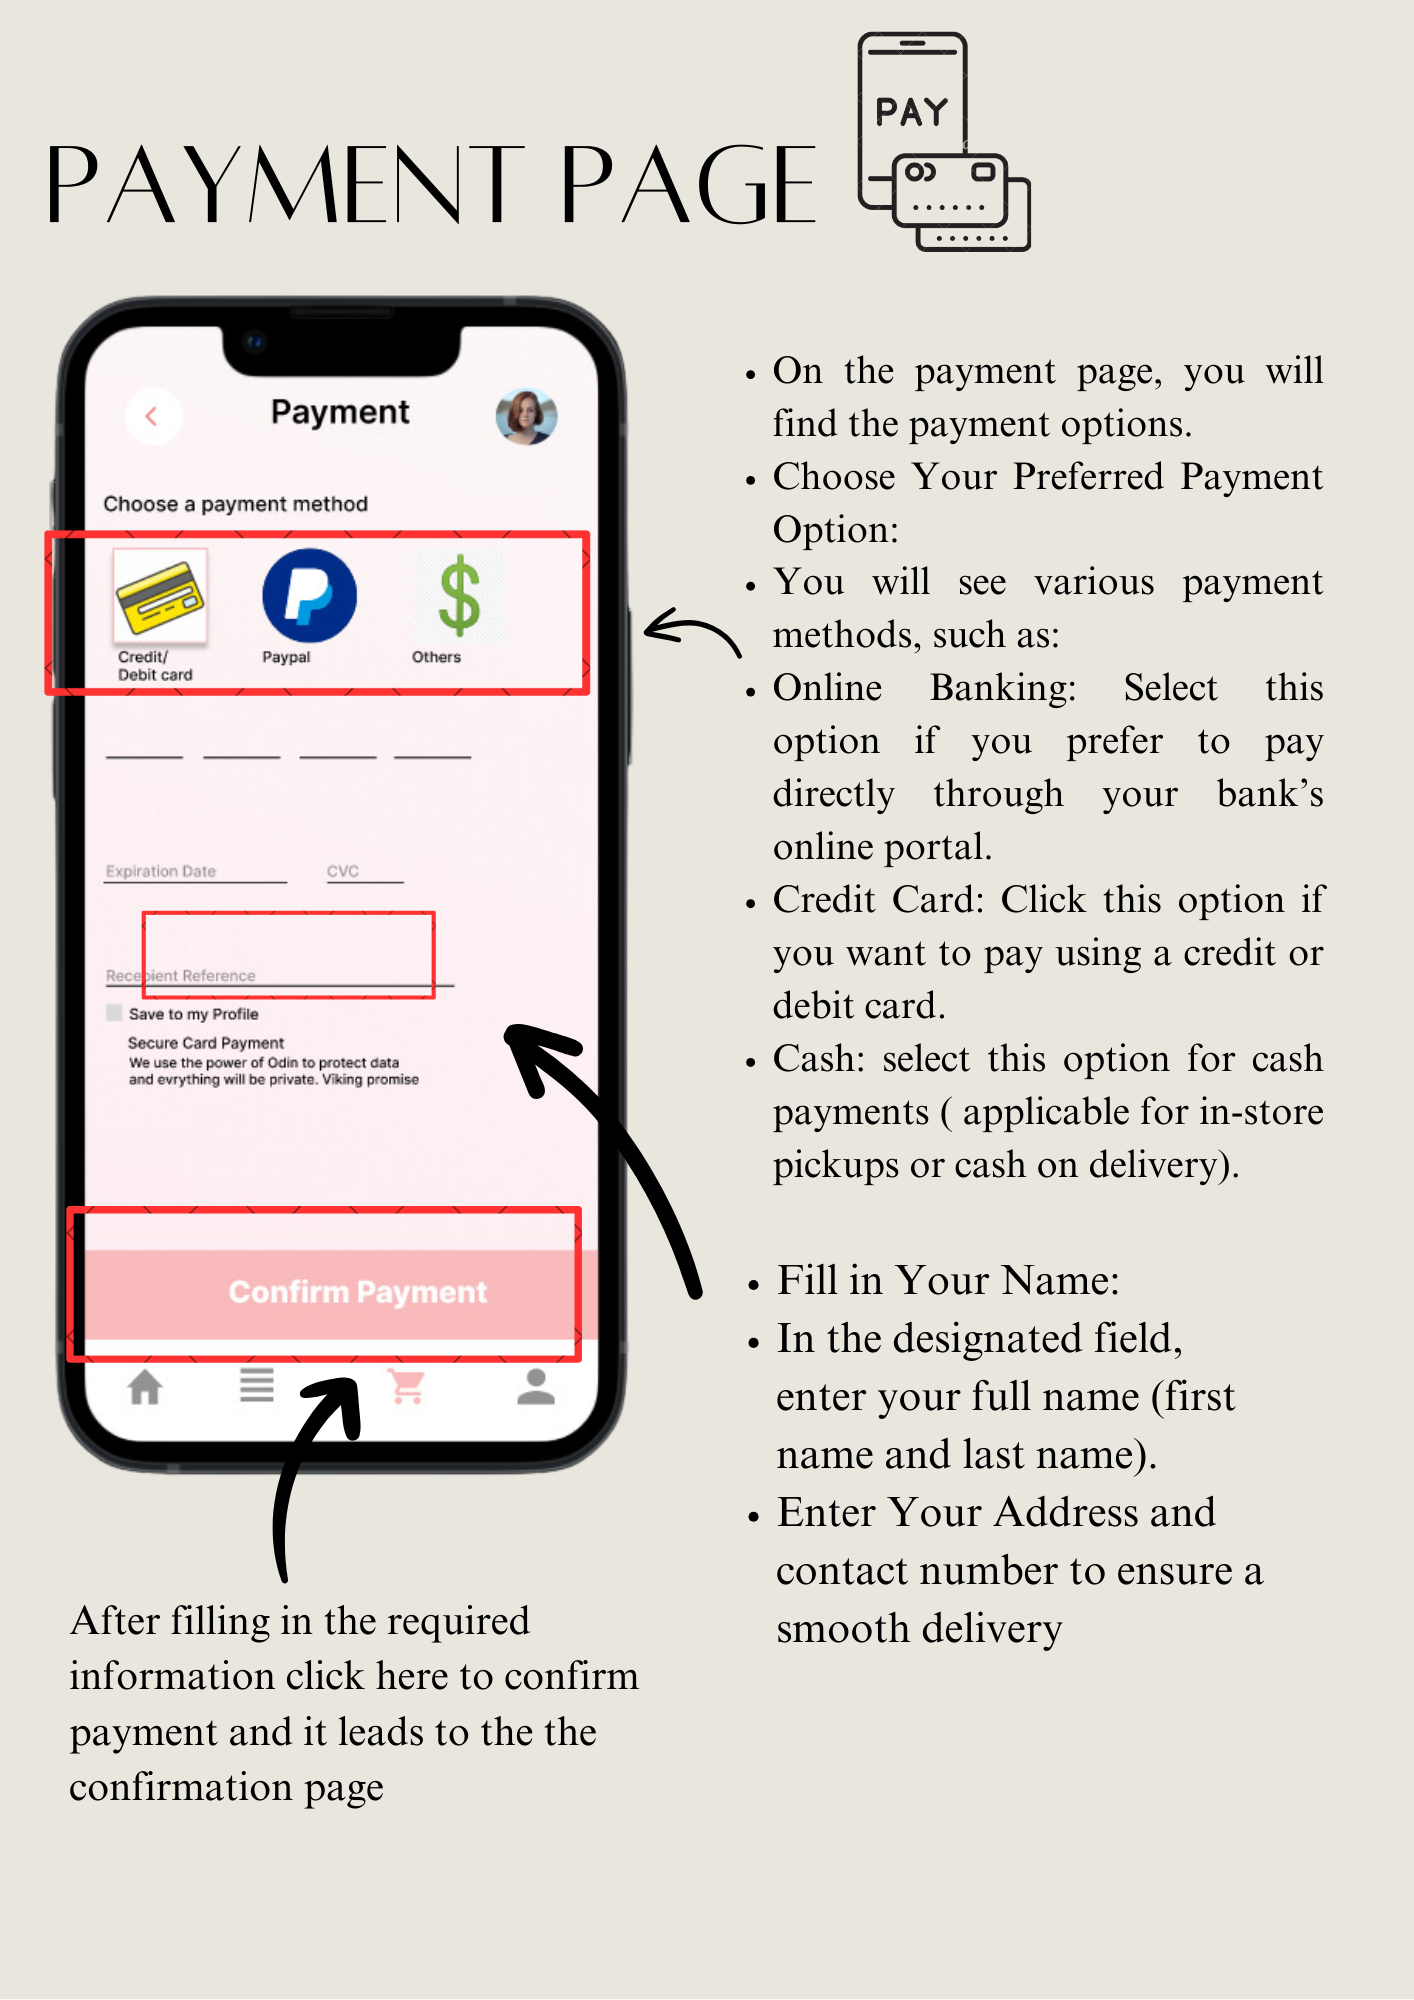 PAY
PAYMENT PAGE
Payment
Choose a payment method
Credit/
Debit card
Paypal
Others
Expiration Date
CVC
Recepient Reference
Save to my Profile
Secure Card Payment
We use the power of Odin to protect data
and evrything will be private. Viking promise
Confirm Payment
• On the payment page, you will
find the payment options.
• Choose Your Preferred Payment
Option:
• You will see various payment
methods, such as:
• Online Banking: Select this
option if you prefer to pay
directly through your bank’s
online portal.
• Credit Card: Click this option if
you want to pay using a credit or
debit card.
• Cash: select this option for cash
payments ( applicable for in-store
pickups or cash on delivery).
• Fill in Your Name:
• In the designated field,
enter your full name (first
name and last name).
• Enter Your Address and
contact number to ensure a
smooth delivery
After filling in the required
information click here to confirm
payment and it leads to the the
confirmation page